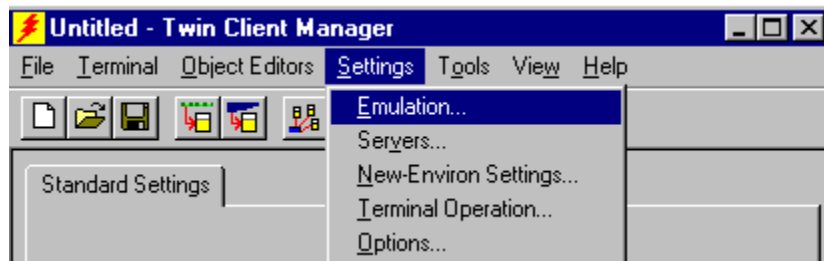 Untitled - Twin Client Manager
File Terminal Object Editors Settings Tools View Help
Emulation...
Servers...
Standard Settings
New-Environ Settings...
Terminal Operation...
Options...